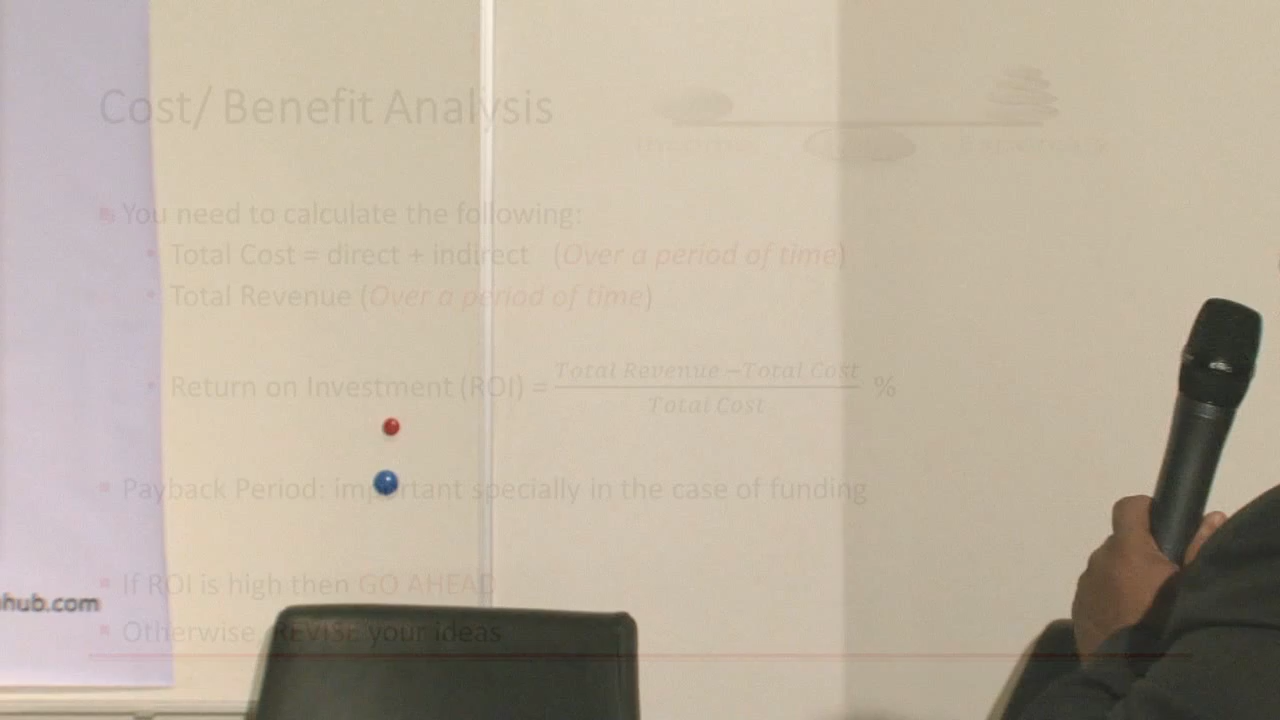 Cost/ Benefit Analysis
Income Expenses
You need to calculate the following:
Total Cost = direct + indirect (Over a period of time)
Total Revenue (Over a period of time)
Return on Investment (ROI) = Total Revenue −Total Cost / Total Cost %
Payback Period: important specially in the case of funding
If ROI is high then GO AHEAD
hub.com
Otherwise, REVISE your ideas